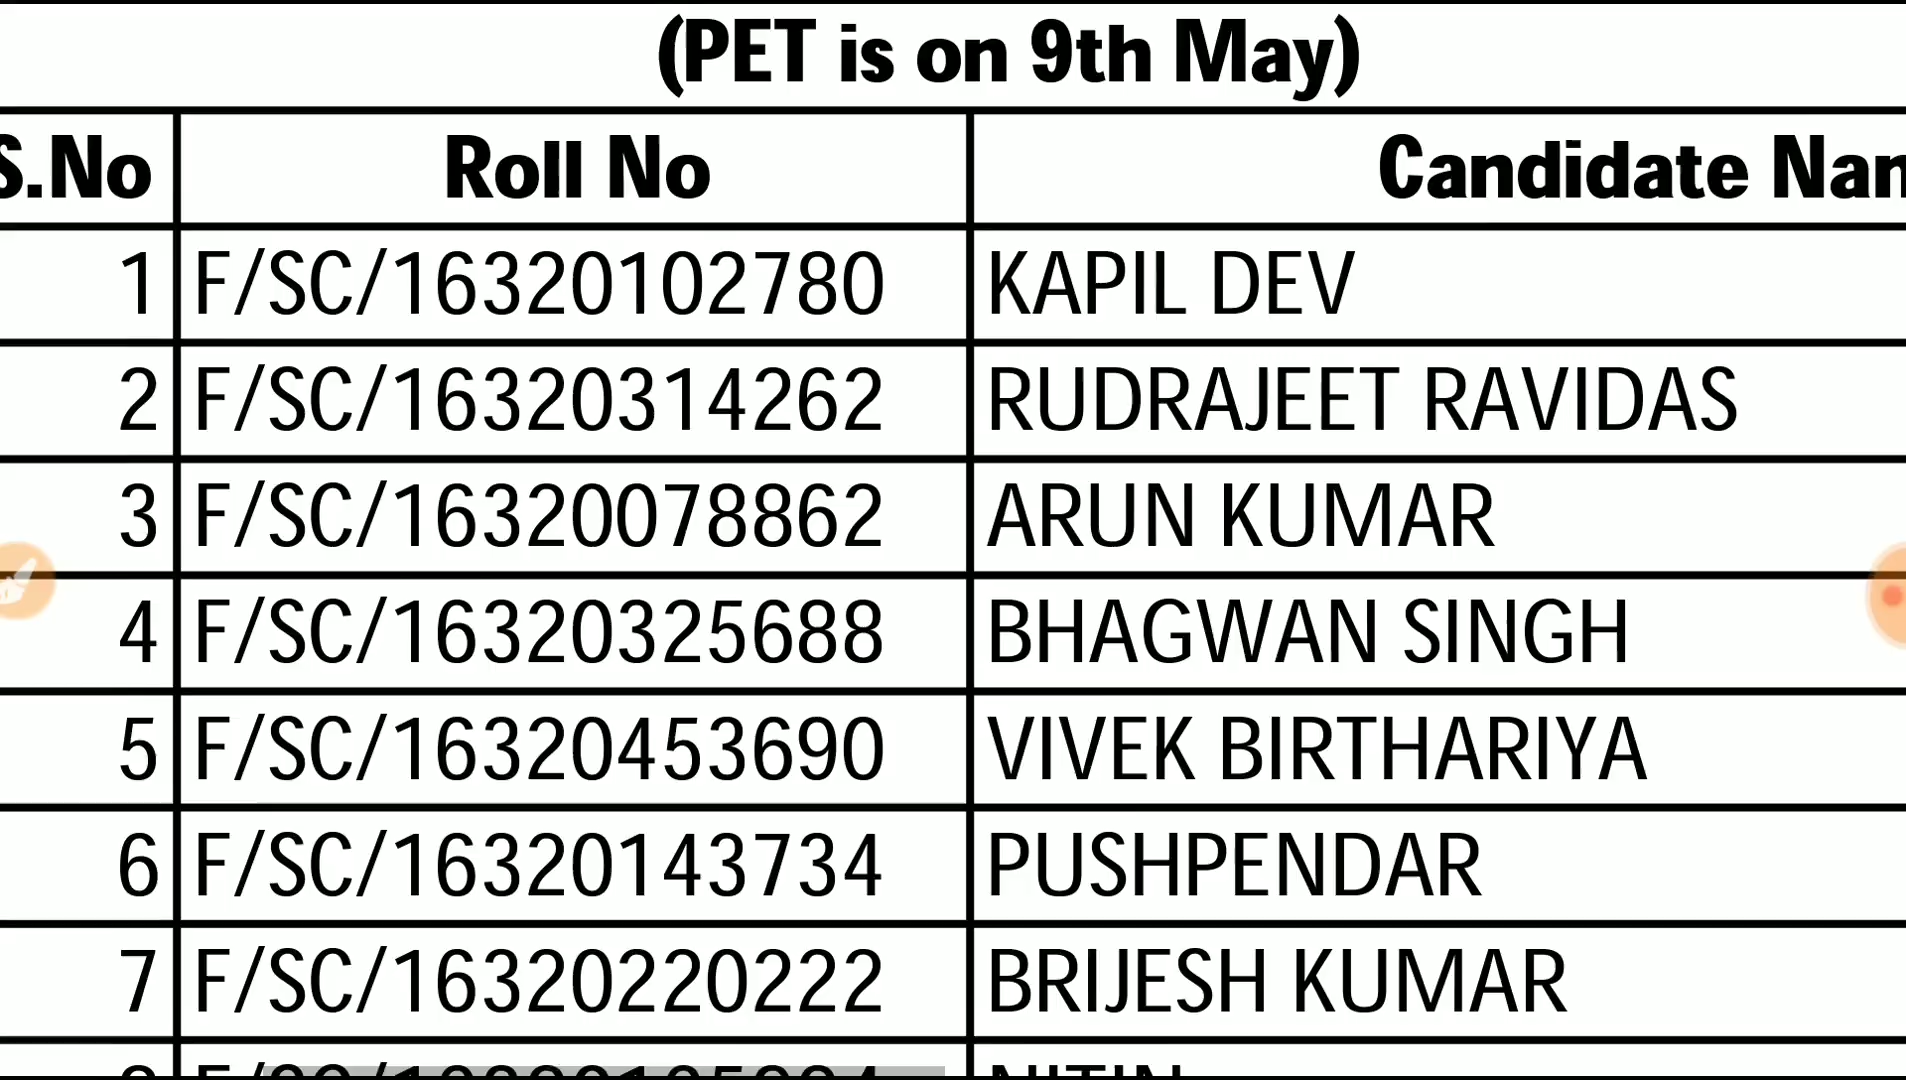 (PET is on 9th May)
S.No Roll No Candidate
1 F/SC/16320102780 KAPIL DEV
2 F/SC/16320314262 RUDRAJEET RAVIDAS
3 F/SC/16320078862 ARUN KUMAR
4 F/SC/16320325688 BHAGWAN SINGH
5 F/SC/16320453690 VIVEK BIRTHARIYA
6 F/SC/16320143734 PUSHPENDAR
7 F/SC/16320220222 BRIJESH KUMAR
NITIN